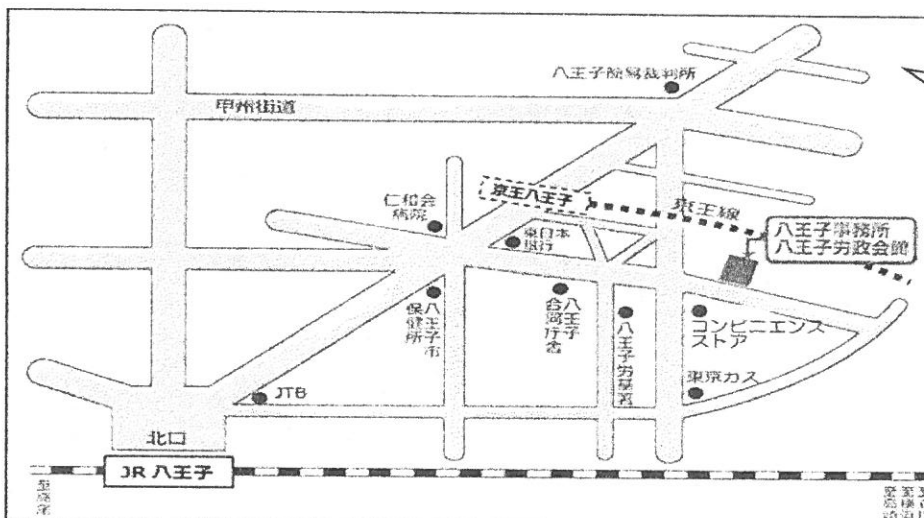 八王子簡易裁判所
甲州街道
京王八王子
京王線
仁和会
病院
東日本
銀行
八王子事務所
八王子労政会館
八王子市
保健所
八王子
合同庁舎
八王子労基署
コンビニエンス
ストア
東京ガス
JTB
北口
JR 八王子
至高尾